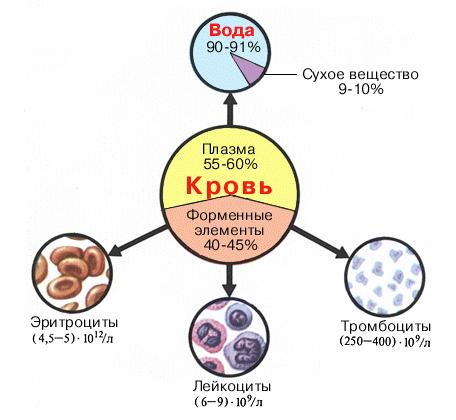 Вода
90-91%
Сухое вещество
9-10%
Плазма
55-60%
Кровь
Форменные
элементы
40-45%
Эритроциты
(4,5–5)·10¹²/л
Лейкоциты
(6–9)·10⁹/л
Тромбоциты
(250–400)·10⁹/л